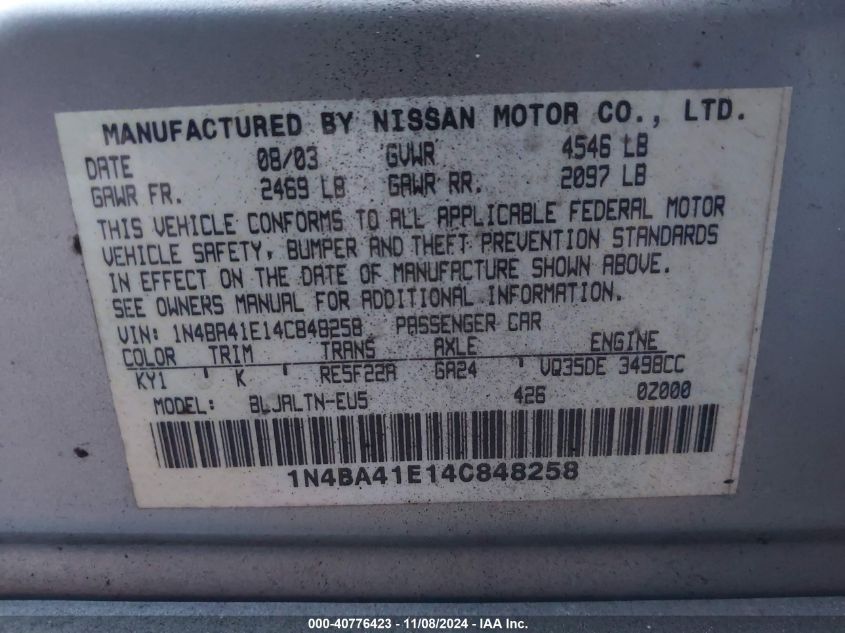 MANUFACTURED BY NISSAN MOTOR CO., LTD.
DATE 08/03 GVWR 4546 LB
GAWR FR. 2469 LB GAWR RR. 2097 LB
THIS VEHICLE CONFORMS TO ALL APPLICABLE FEDERAL MOTOR
VEHICLE SAFETY, BUMPER AND THEFT PREVENTION STANDARDS
IN EFFECT ON THE DATE OF MANUFACTURE SHOWN ABOVE.
SEE OWNERS MANUAL FOR ADDITIONAL INFORMATION.
VIN: 1N4BA41E14C848258 PASSENGER CAR
COLOR TRIM TRANS AXLE ENGINE
KY1 K RE5F22A GA24 VQ35DE 3498CC
MODEL: BLJALTN-EU5 426 0Z000
1N4BA41E14C848258
000-40776423 - 11/08/2024 - IAAI.com